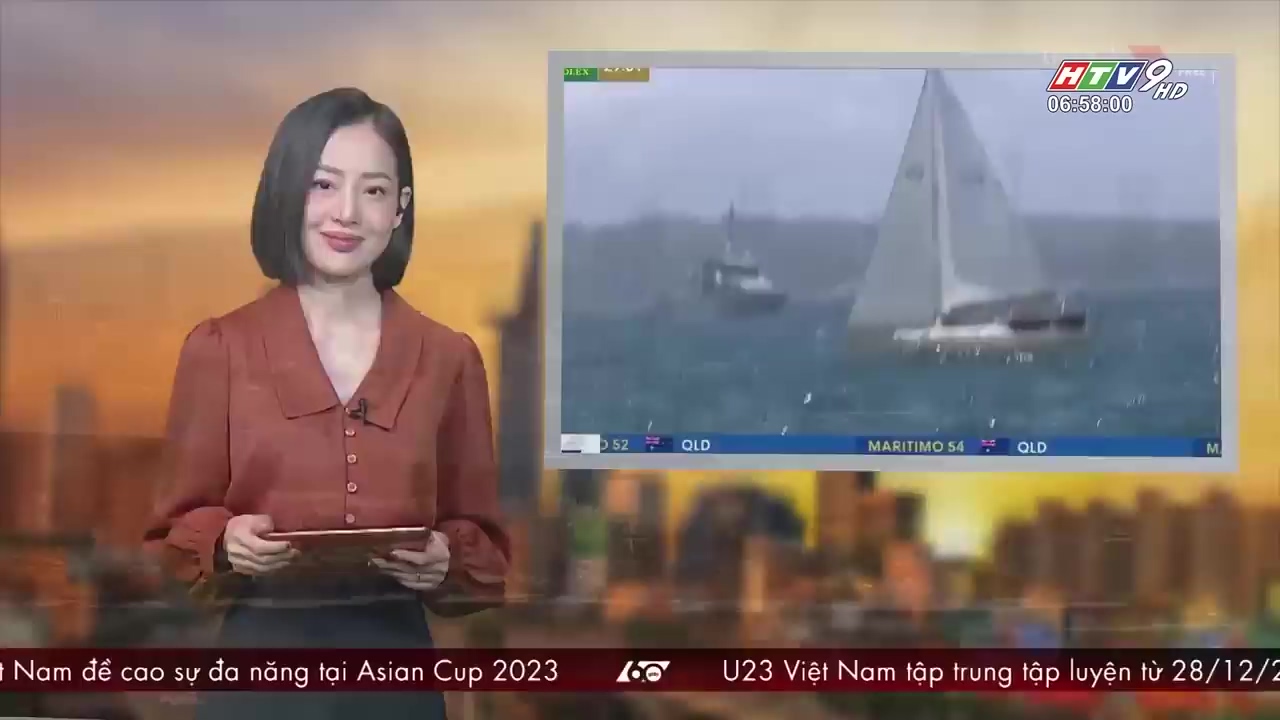 HTV9 HD
06:58:00
52 QLD MARITIMO 54 QLD
Nam đề cao sự đa năng tại Asian Cup 2023 60 U23 Việt Nam tập trung tập luyện từ 28/12/2